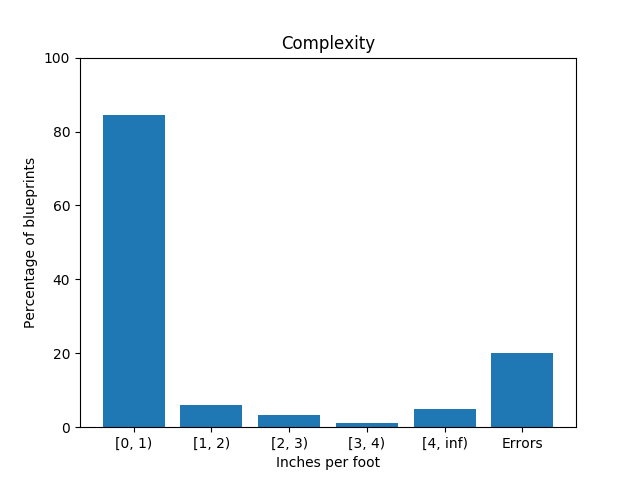 Complexity
100
80
60
40
20
0
Percentage of blueprints
[0, 1)
[1, 2)
[2, 3)
[3, 4)
[4, inf)
Errors
Inches per foot